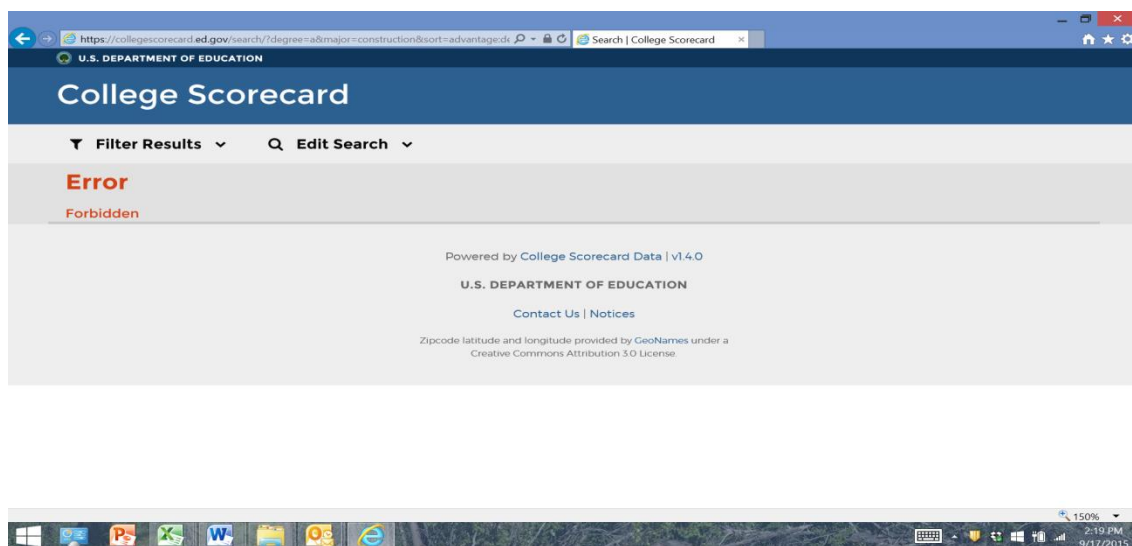 https://collegescorecard.ed.gov/search/?degree=a&major=construction&sort=advantage:de
Search | College Scorecard
U.S. DEPARTMENT OF EDUCATION
College Scorecard
Filter Results
Edit Search
Error
Forbidden
Powered by College Scorecard Data | v1.4.0
U.S. DEPARTMENT OF EDUCATION
Contact Us | Notices
Zipcode latitude and longitude provided by GeoNames under a
Creative Commons Attribution 3.0 License.
150%
2:19 PM
9/17/2015